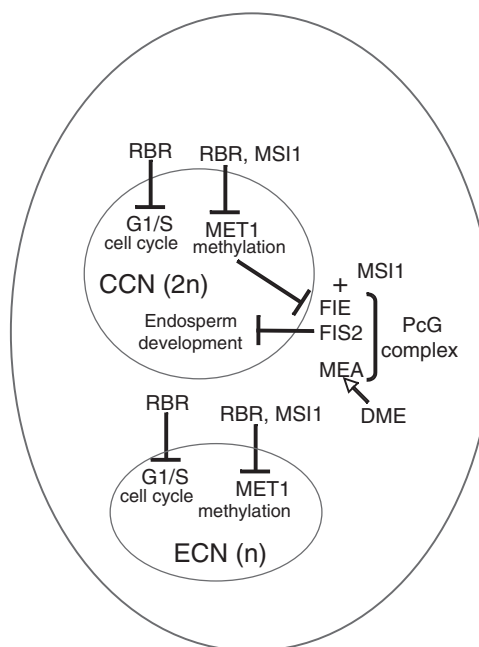 RBR
RBR, MSI1
G1/S
cell cycle
MET1
methylation
CCN (2n)
+ MSI1
FIE
FIS2
MEA
PcG
complex
Endosperm
development
DME
RBR
RBR, MSI1
G1/S
cell cycle
MET1
methylation
ECN (n)